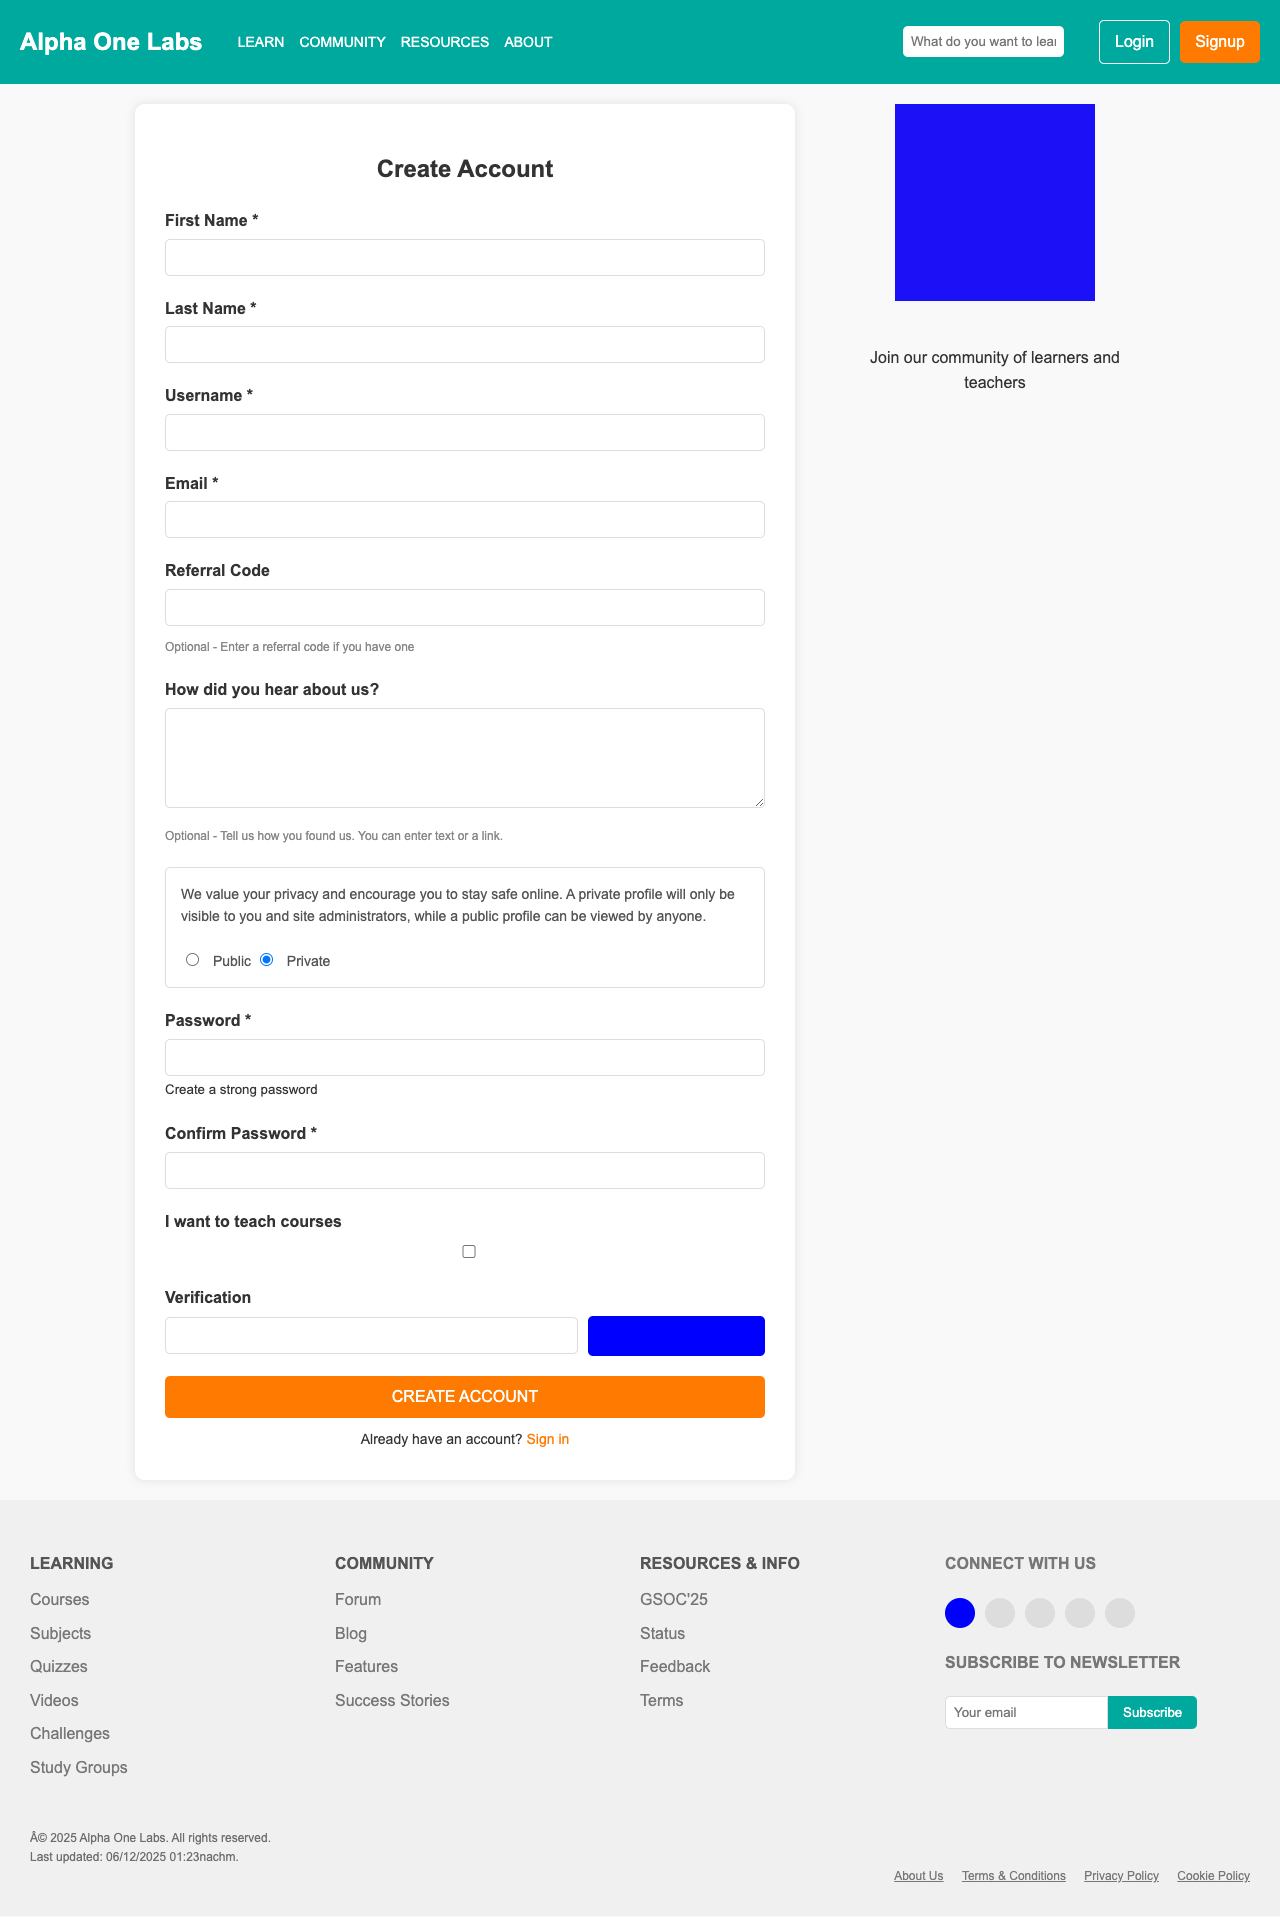 Alpha One Labs
LEARN COMMUNITY RESOURCES ABOUT
What do you want to lear
Login
Signup
Create Account
First Name *
Last Name *
Username *
Email *
Referral Code
Optional - Enter a referral code if you have one
How did you hear about us?
Optional - Tell us how you found us. You can enter text or a link.
We value your privacy and encourage you to stay safe online. A private profile will only be
visible to you and site administrators, while a public profile can be viewed by anyone.
Public Private
Password *
Create a strong password
Confirm Password *
I want to teach courses
Verification
CREATE ACCOUNT
Already have an account? Sign in
Join our community of learners and
teachers
LEARNING
Courses
Subjects
Quizzes
Videos
Challenges
Study Groups
COMMUNITY
Forum
Blog
Features
Success Stories
RESOURCES & INFO
GSOC'25
Status
Feedback
Terms
CONNECT WITH US
SUBSCRIBE TO NEWSLETTER
Your email
Subscribe
Â© 2025 Alpha One Labs. All rights reserved.
Last updated: 06/12/2025 01:23nachm.
About Us Terms & Conditions Privacy Policy Cookie Policy